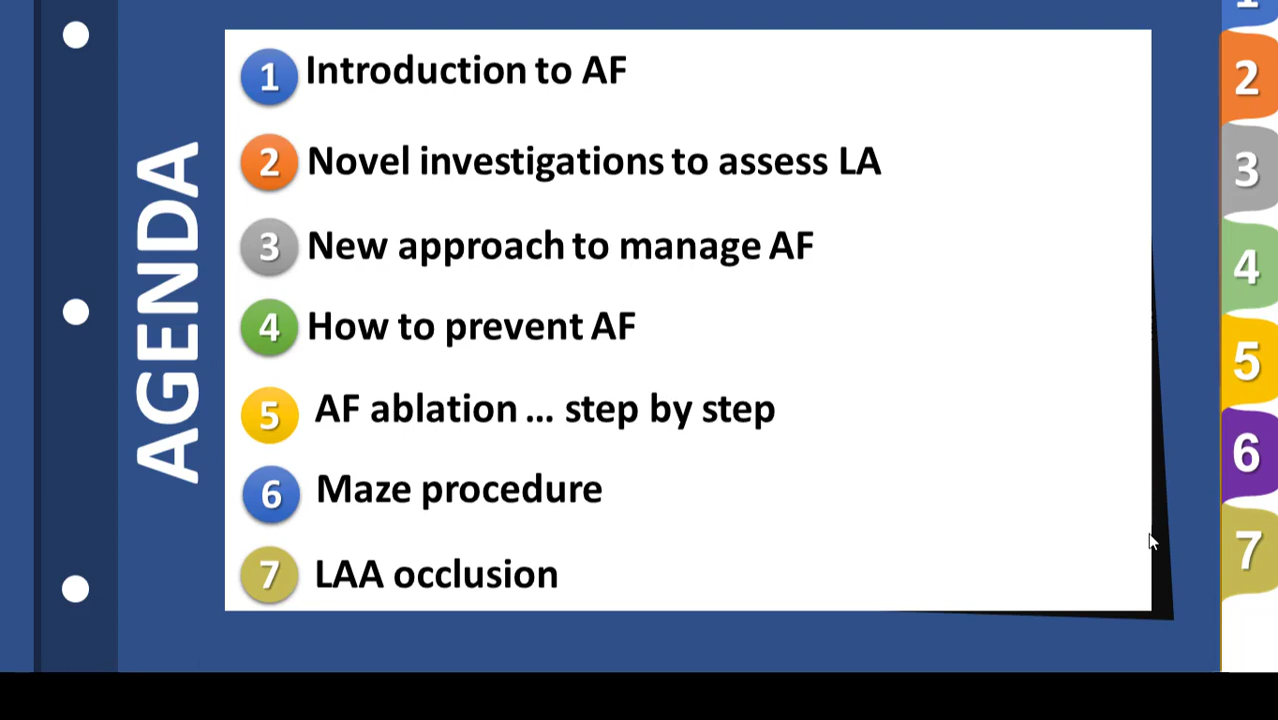 AGENDA
1 Introduction to AF
2 Novel investigations to assess LA
3 New approach to manage AF
4 How to prevent AF
5 AF ablation ... step by step
6 Maze procedure
7 LAA occlusion
1
2
3
4
5
6
7